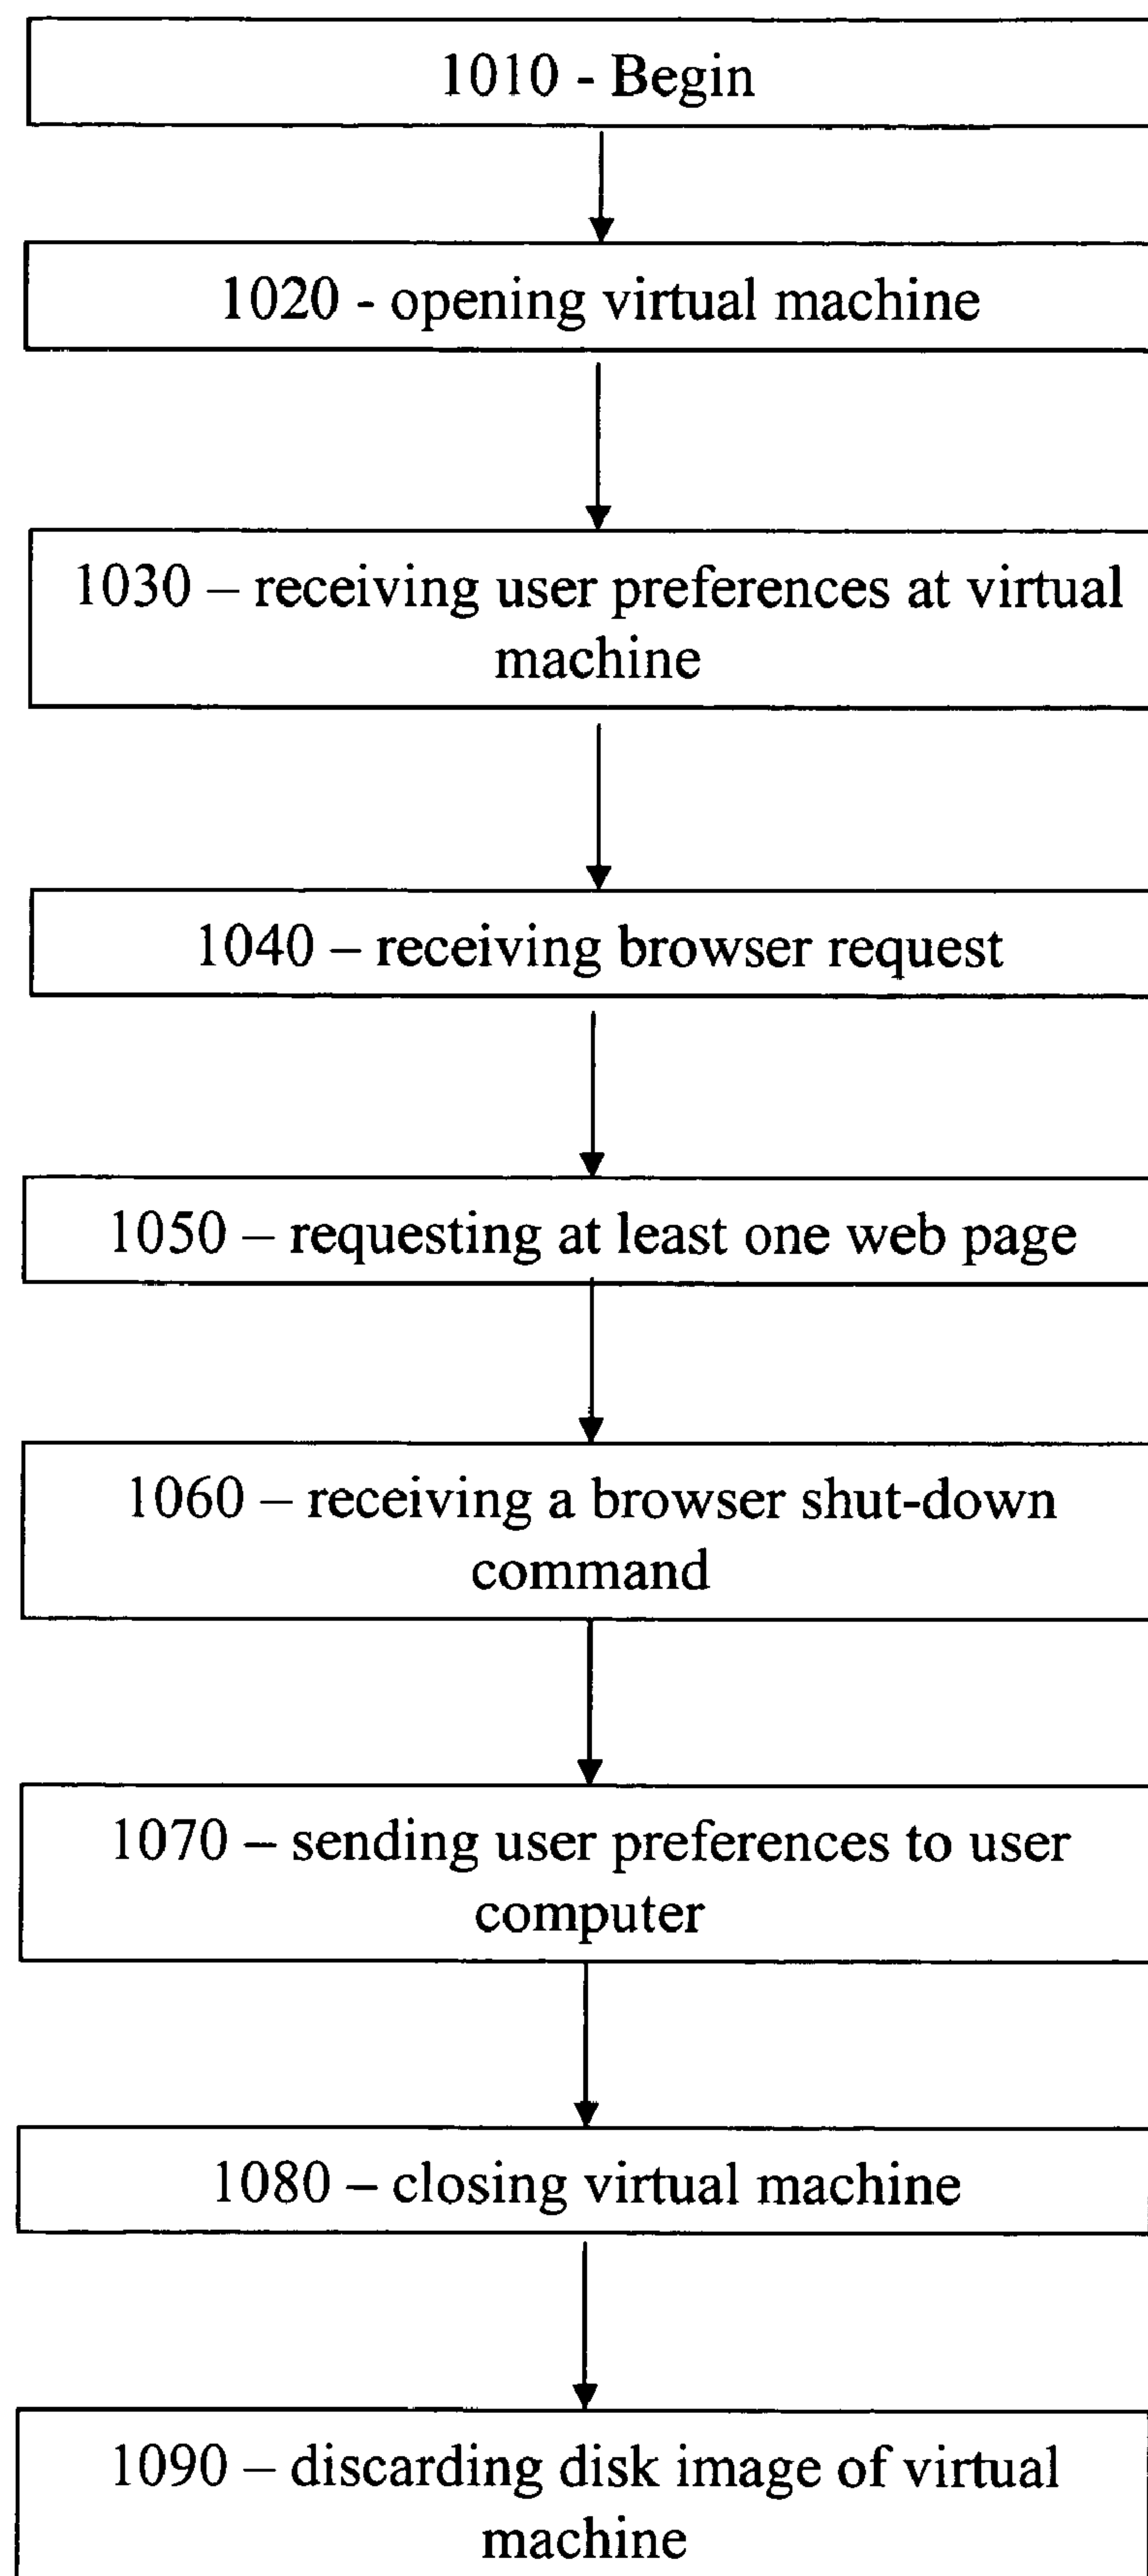 1010 - Begin
1020 - opening virtual machine
1030 – receiving user preferences at virtual
machine
1040 – receiving browser request
1050 – requesting at least one web page
1060 – receiving a browser shut-down
command
1070 – sending user preferences to user
computer
1080 – closing virtual machine
1090 – discarding disk image of virtual
machine